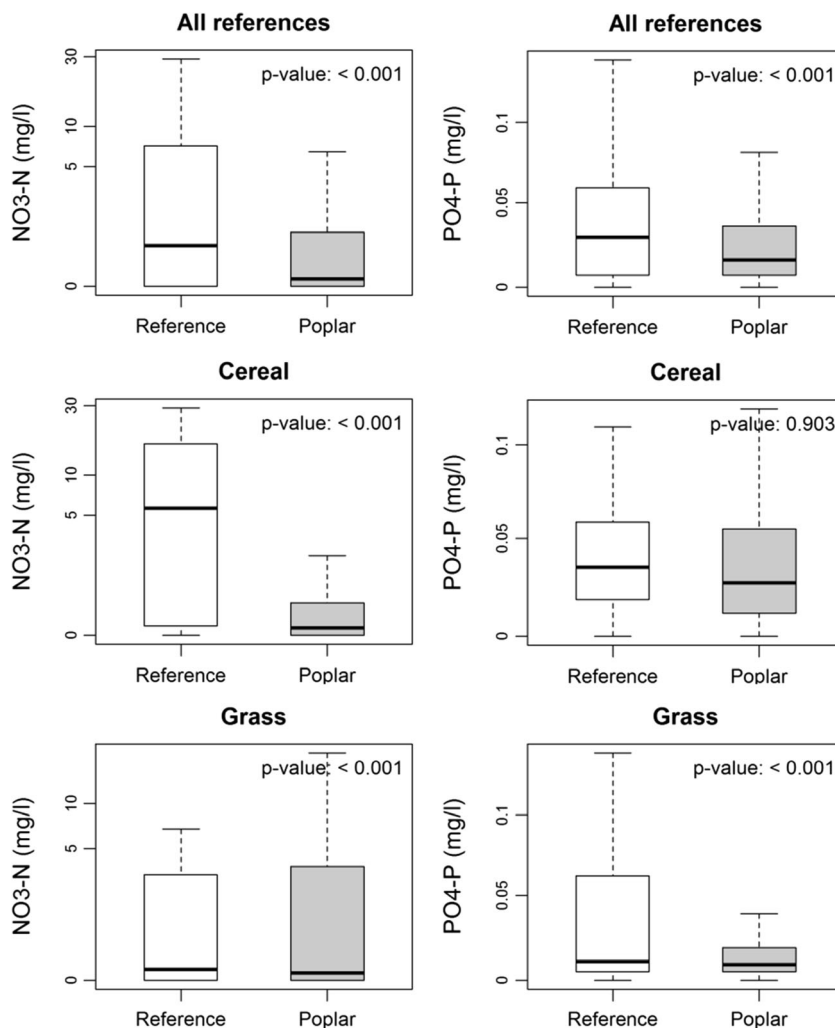 All references
NO3-N (mg/l)
30
10
5
0
p-value: < 0.001
Reference Poplar
All references
PO4-P (mg/l)
0.1
0.05
0
p-value: < 0.001
Reference Poplar
Cereal
NO3-N (mg/l)
30
10
5
0
p-value: < 0.001
Reference Poplar
Cereal
PO4-P (mg/l)
0.1
0.05
0
p-value: 0.903
Reference Poplar
Grass
NO3-N (mg/l)
10
5
0
p-value: < 0.001
Reference Poplar
Grass
PO4-P (mg/l)
0.1
0.05
0
p-value: < 0.001
Reference Poplar